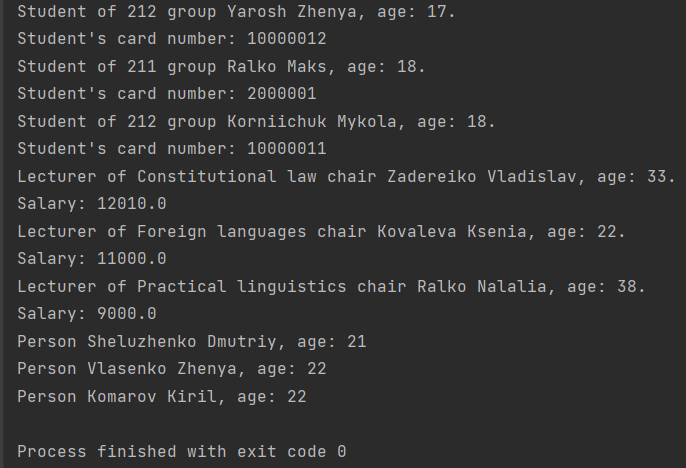 Student of 212 group Yarosh Zhenya, age: 17.
Student's card number: 10000012
Student of 211 group Ralko Maks, age: 18.
Student's card number: 2000001
Student of 212 group Korniichuk Mykola, age: 18.
Student's card number: 10000011
Lecturer of Constitutional law chair Zadereiko Vladislav, age: 33.
Salary: 12010.0
Lecturer of Foreign languages chair Kovaleva Ksenia, age: 22.
Salary: 11000.0
Lecturer of Practical linguistics chair Ralko Nalalia, age: 38.
Salary: 9000.0
Person Sheluzhenko Dmutriy, age: 21
Person Vlasenko Zhenya, age: 22
Person Komarov Kiril, age: 22
Process finished with exit code 0